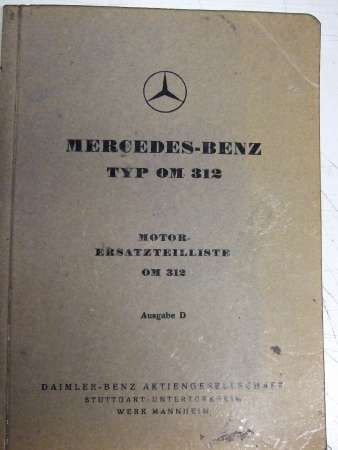 MERCEDES-BENZ
TYP OM 312
MOTOR-
ERSATZTEILLISTE
OM 312
Ausgabe D
DAIMLER-BENZ AKTIENGESELLSCHAFT
STUTTGART-UNTERTÜRKHEIM
WERK MANNHEIM